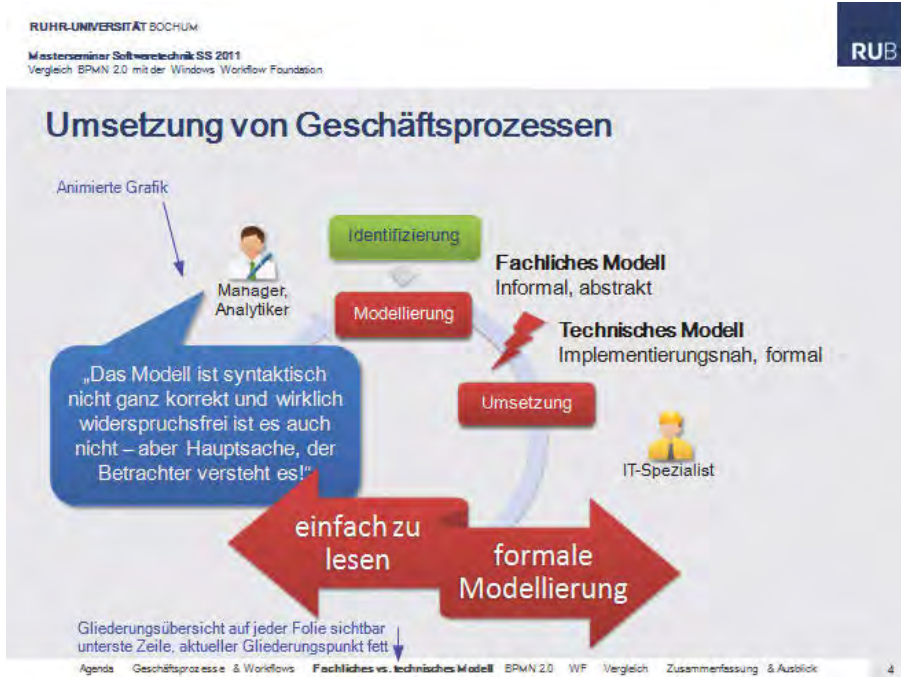 RUHR-UNIVERSITÄT BOCHUM
RUB
Masterseminar Softwaretechnik SS 2011
Vergleich BPMN 2.0 mit der Windows Workflow Foundation
Umsetzung von Geschäftsprozessen
Animierte Grafik
Identifizierung
Manager,
Analytiker
Fachliches Modell
Informal, abstrakt
Modellierung
Technisches Modell
Implementierungsnah, formal
„Das Modell ist syntaktisch
nicht ganz korrekt und wirklich
widerspruchsfrei ist es auch
nicht – aber Hauptsache, der
Betrachter versteht es!“
Umsetzung
IT-Spezialist
einfach zu
lesen
formale
Modellierung
Gliederungsübersicht auf jeder Folie sichtbar
unterste Zeile, aktueller Gliederungspunkt fett
Agenda Geschäftsprozesse & Workflows Fachliches vs. technisches Modell BPMN 2.0 WF Vergleich Zusammenfassung & Ausblick 4